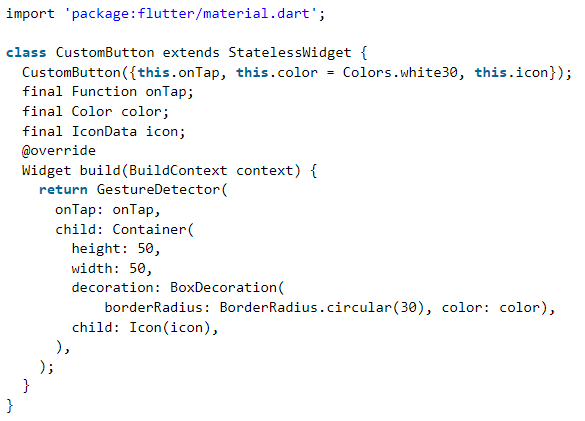 import 'package:flutter/material.dart';

class CustomButton extends StatelessWidget {
  CustomButton({this.onTap, this.color = Colors.white30, this.icon});
  final Function onTap;
  final Color color;
  final IconData icon;
  @override
  Widget build(BuildContext context) {
    return GestureDetector(
      onTap: onTap,
      child: Container(
        height: 50,
        width: 50,
        decoration: BoxDecoration(
            borderRadius: BorderRadius.circular(30), color: color),
        child: Icon(icon),
      ),
    );
  }
}